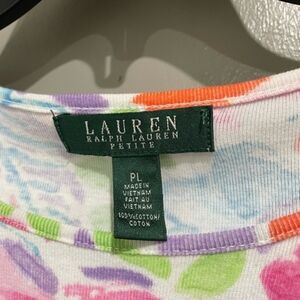 LAUREN
RALPH LAUREN
PETITE
PL
MADE IN
VIETNAM
FAIT AU
VIETNAM
100%COTTON/
COTON